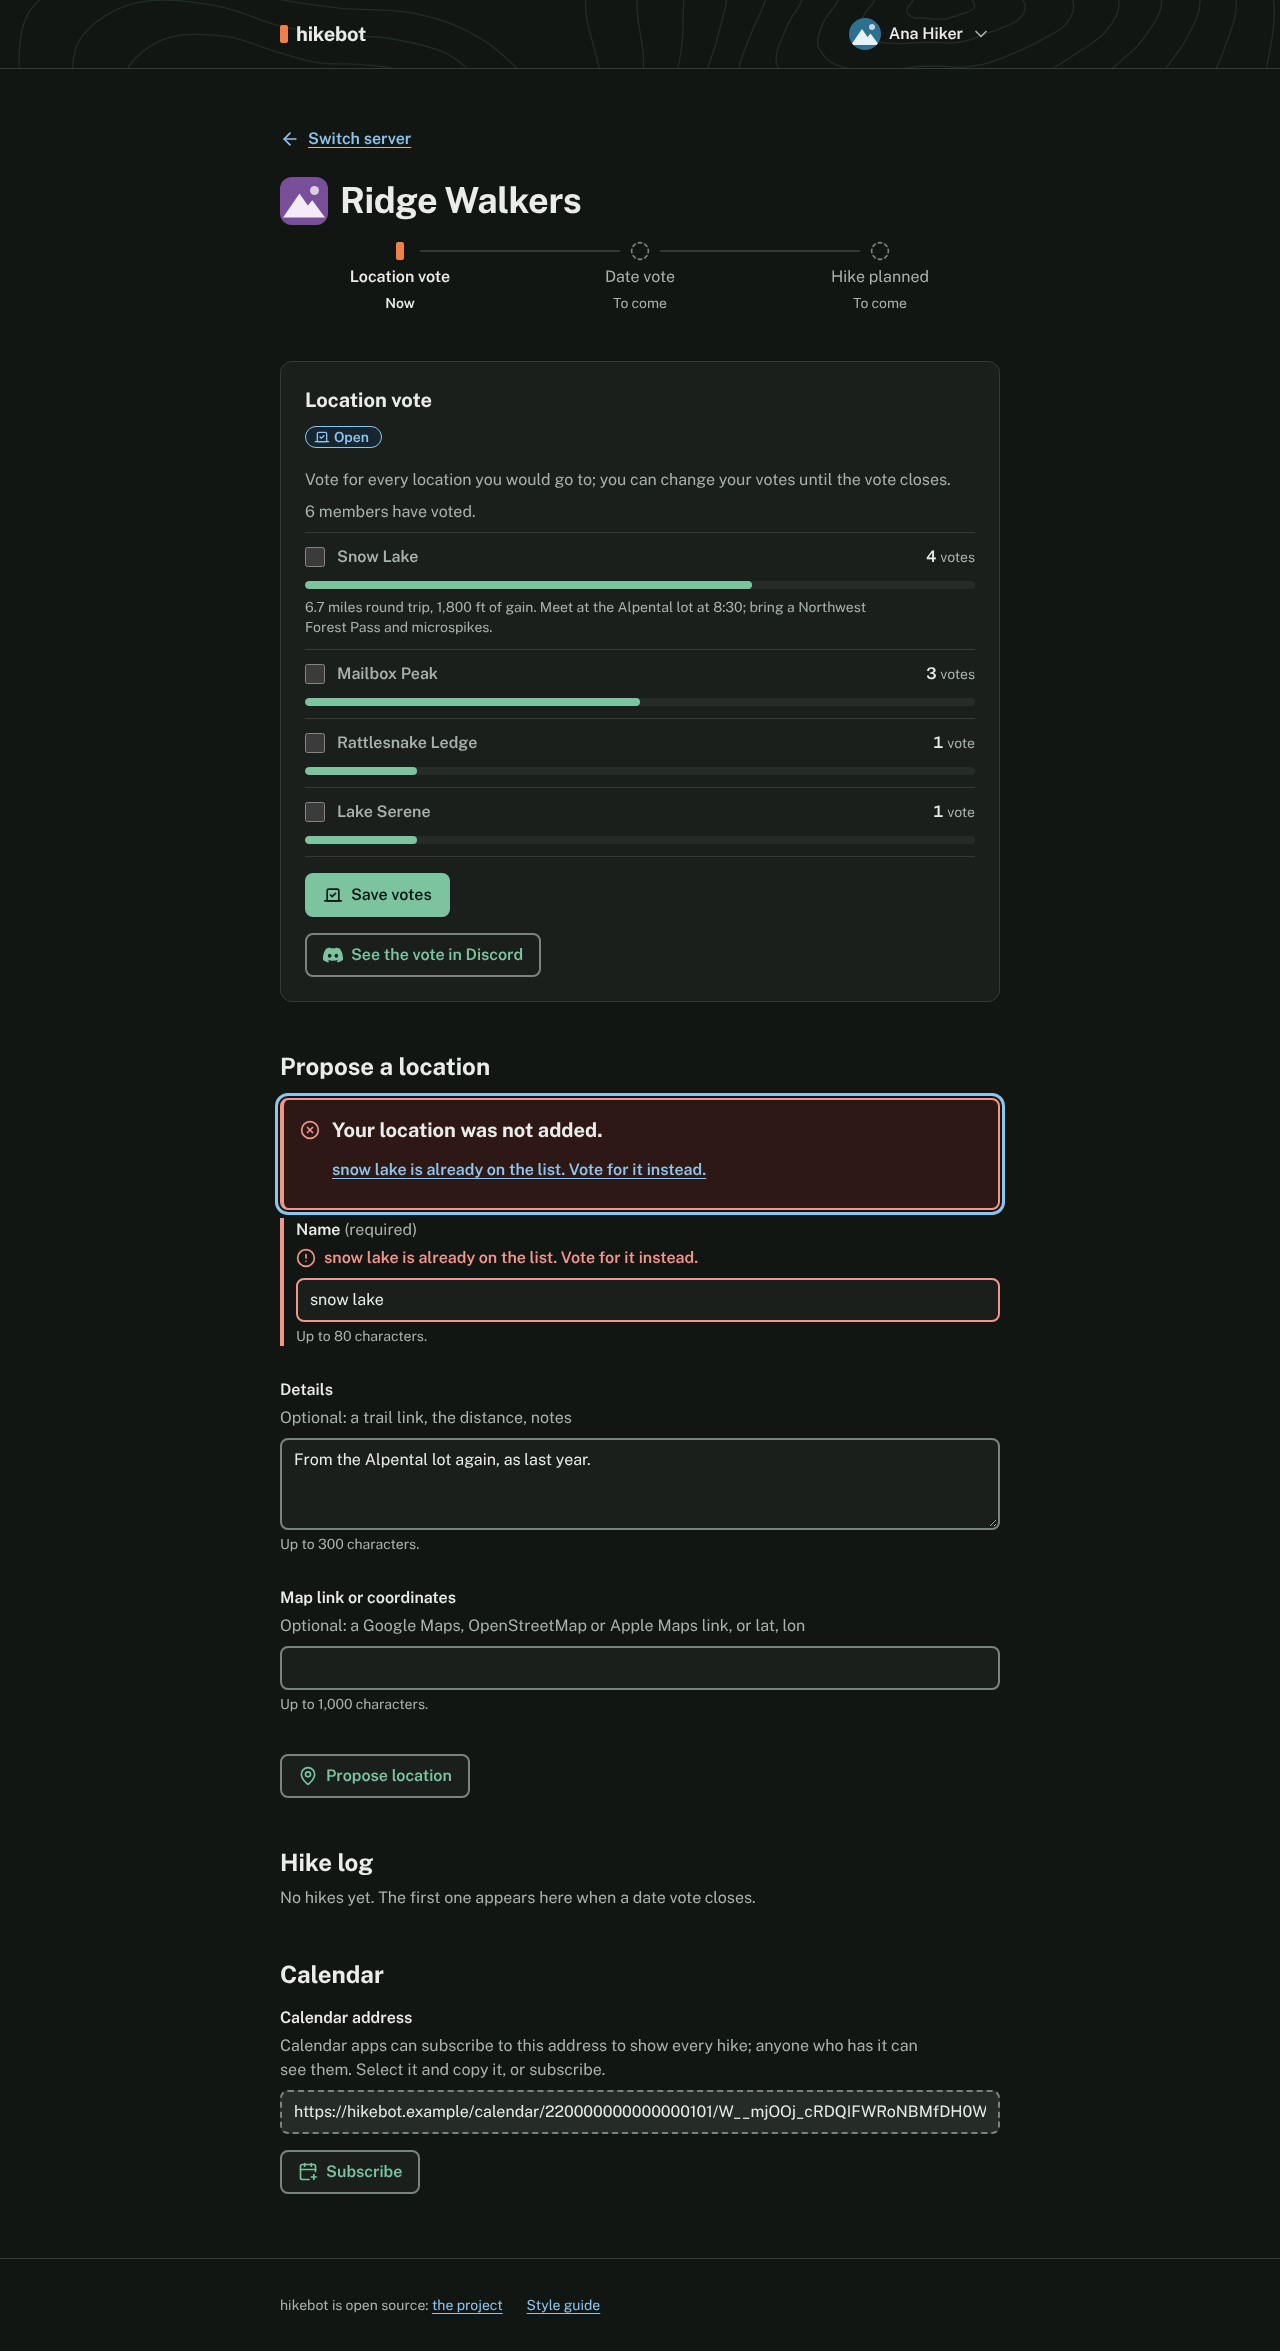 hikebot
Ana Hiker
Switch server
Ridge Walkers
Location vote
Now
Date vote
To come
Hike planned
To come
Location vote
Open
Vote for every location you would go to; you can change your votes until the vote closes.
6 members have voted.
Snow Lake
4 votes
6.7 miles round trip, 1,800 ft of gain. Meet at the Alpental lot at 8:30; bring a Northwest
Forest Pass and microspikes.
Mailbox Peak
3 votes
Rattlesnake Ledge
1 vote
Lake Serene
1 vote
Save votes
See the vote in Discord
Propose a location
Your location was not added.
snow lake is already on the list. Vote for it instead.
Name (required)
snow lake is already on the list. Vote for it instead.
snow lake
Up to 80 characters.
Details
Optional: a trail link, the distance, notes
From the Alpental lot again, as last year.
Up to 300 characters.
Map link or coordinates
Optional: a Google Maps, OpenStreetMap or Apple Maps link, or lat, lon
Up to 1,000 characters.
Propose location
Hike log
No hikes yet. The first one appears here when a date vote closes.
Calendar
Calendar address
Calendar apps can subscribe to this address to show every hike; anyone who has it can
see them. Select it and copy it, or subscribe.
https://hikebot.example/calendar/220000000000000101/W__mjOOj_cRDQIFWRoNBMfDH0W
Subscribe
hikebot is open source: the project
Style guide